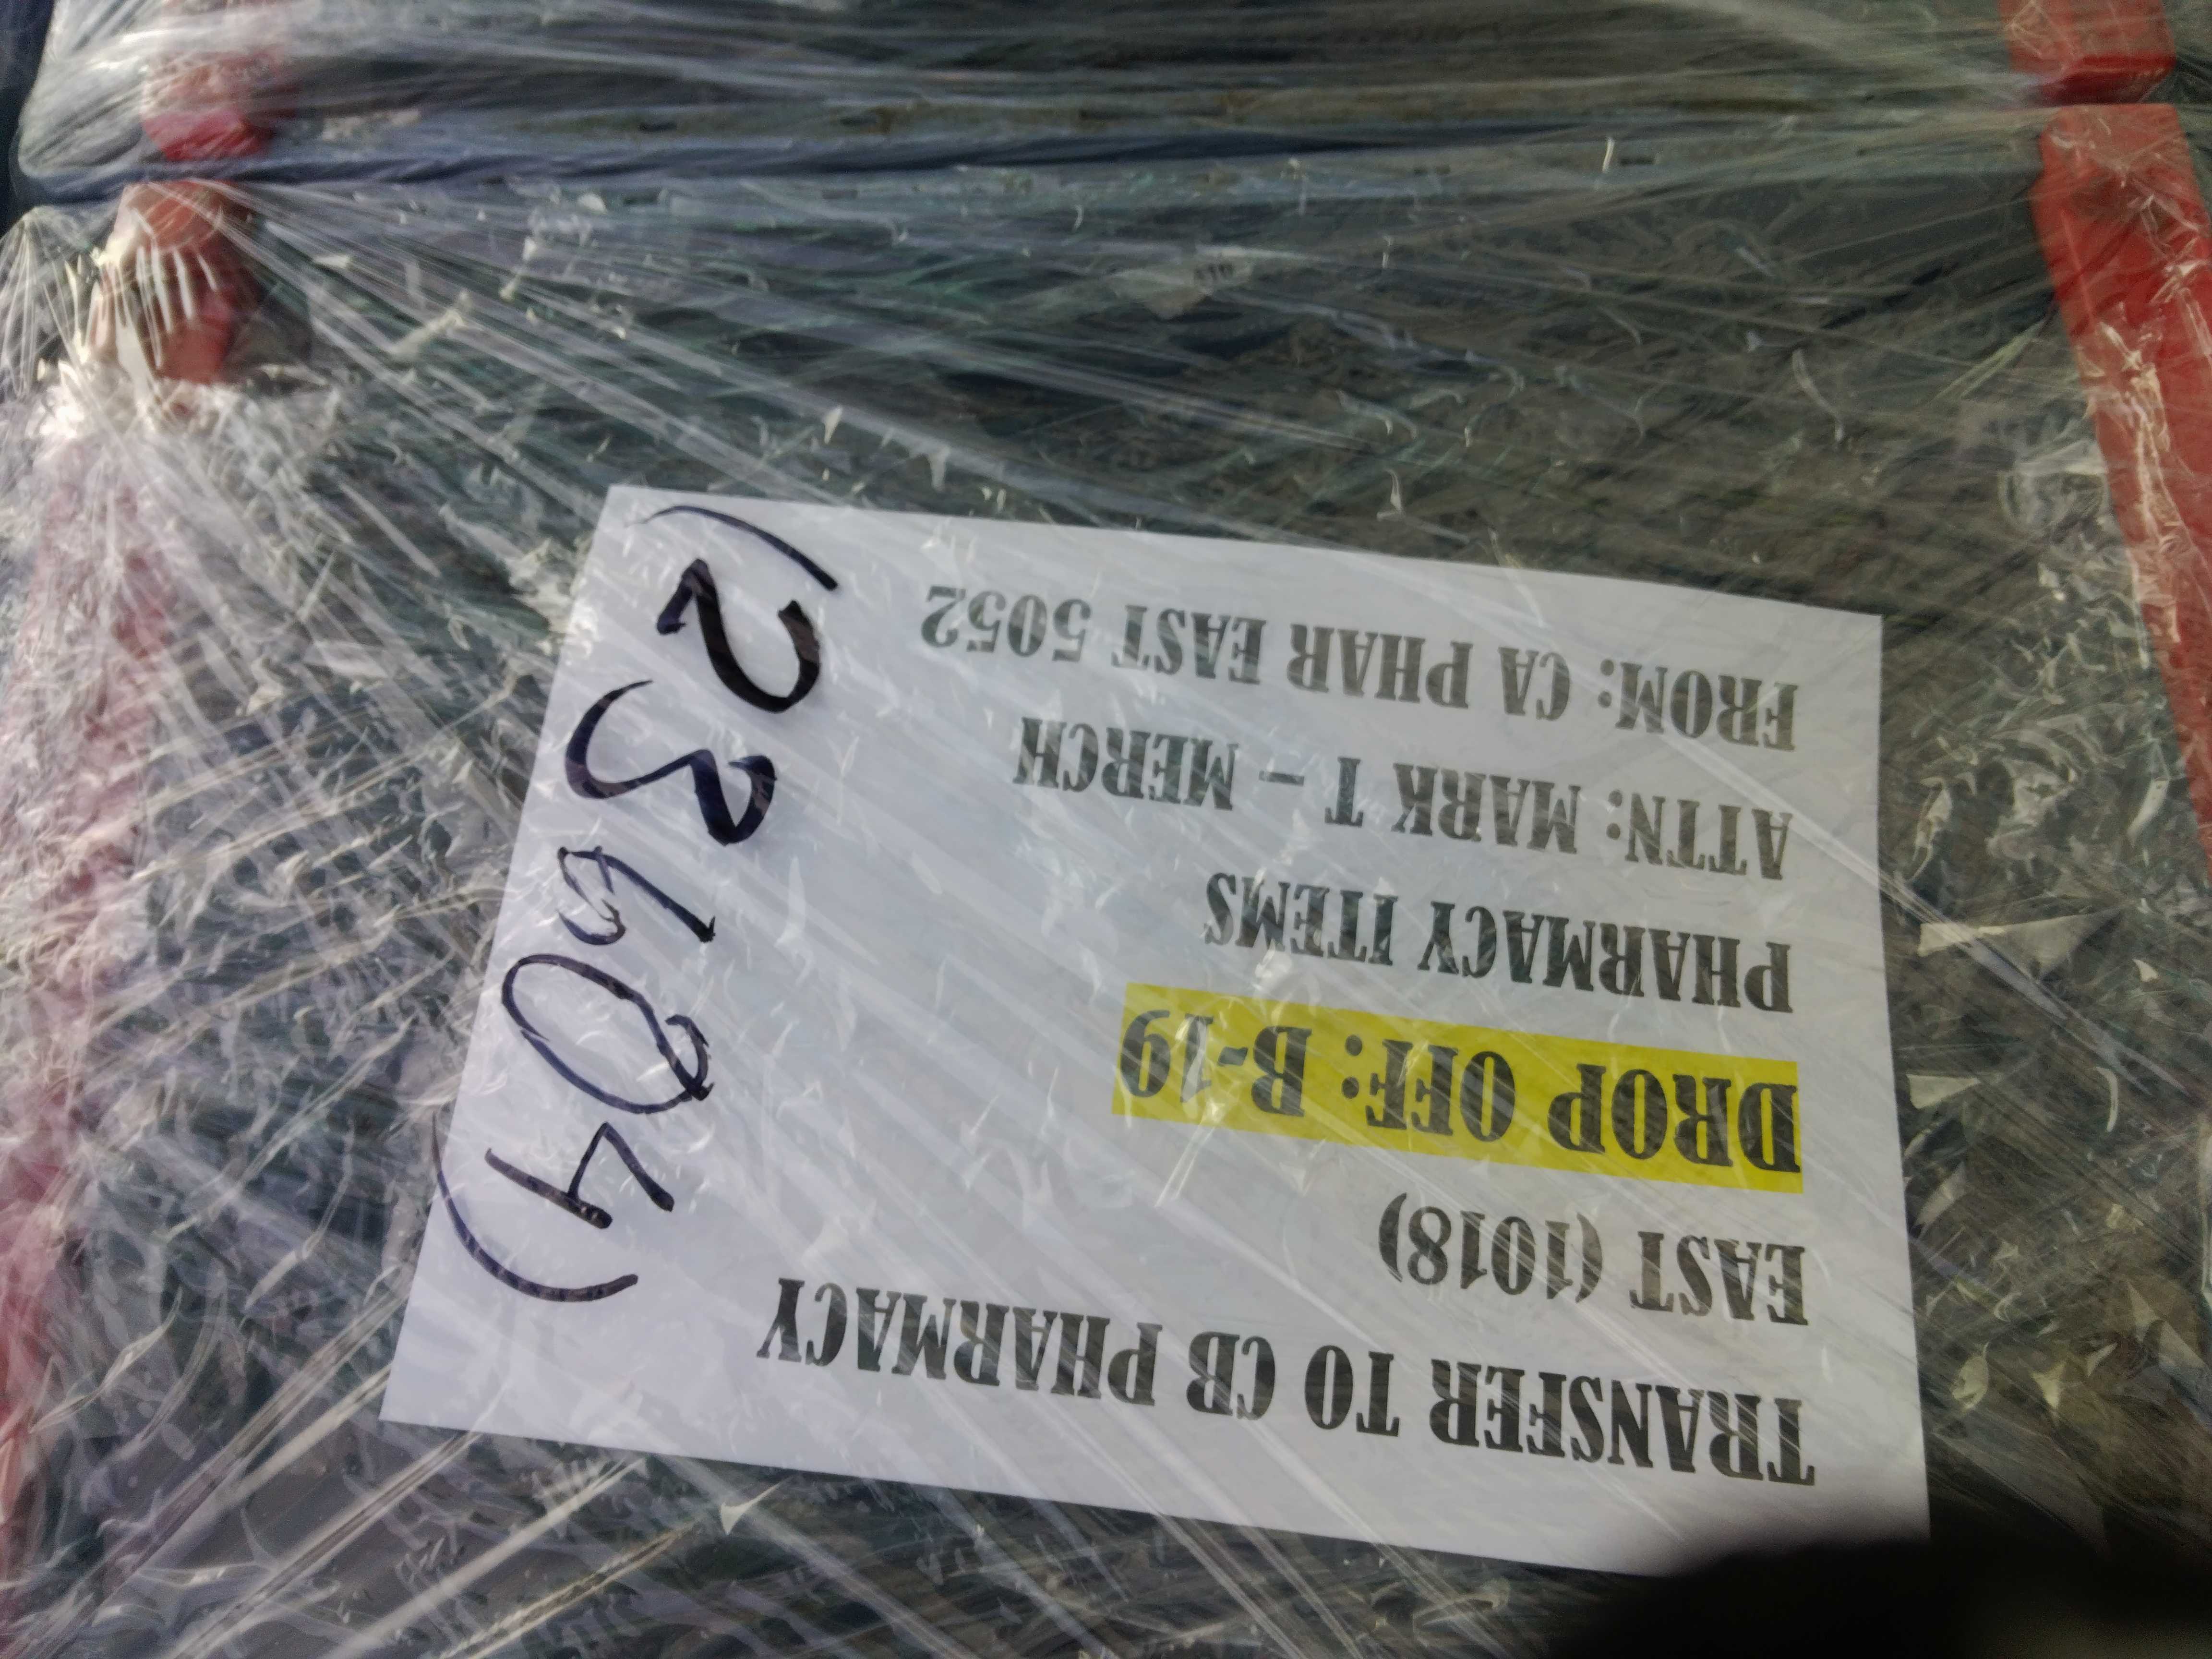 TRANSFER TO CB PHARMACY
EAST (1018)
DROP OFF: B-19
PHARMACY ITEMS
ATTN: MARK T – MERCH
FROM: CA PHAR EAST 5052
(23604)